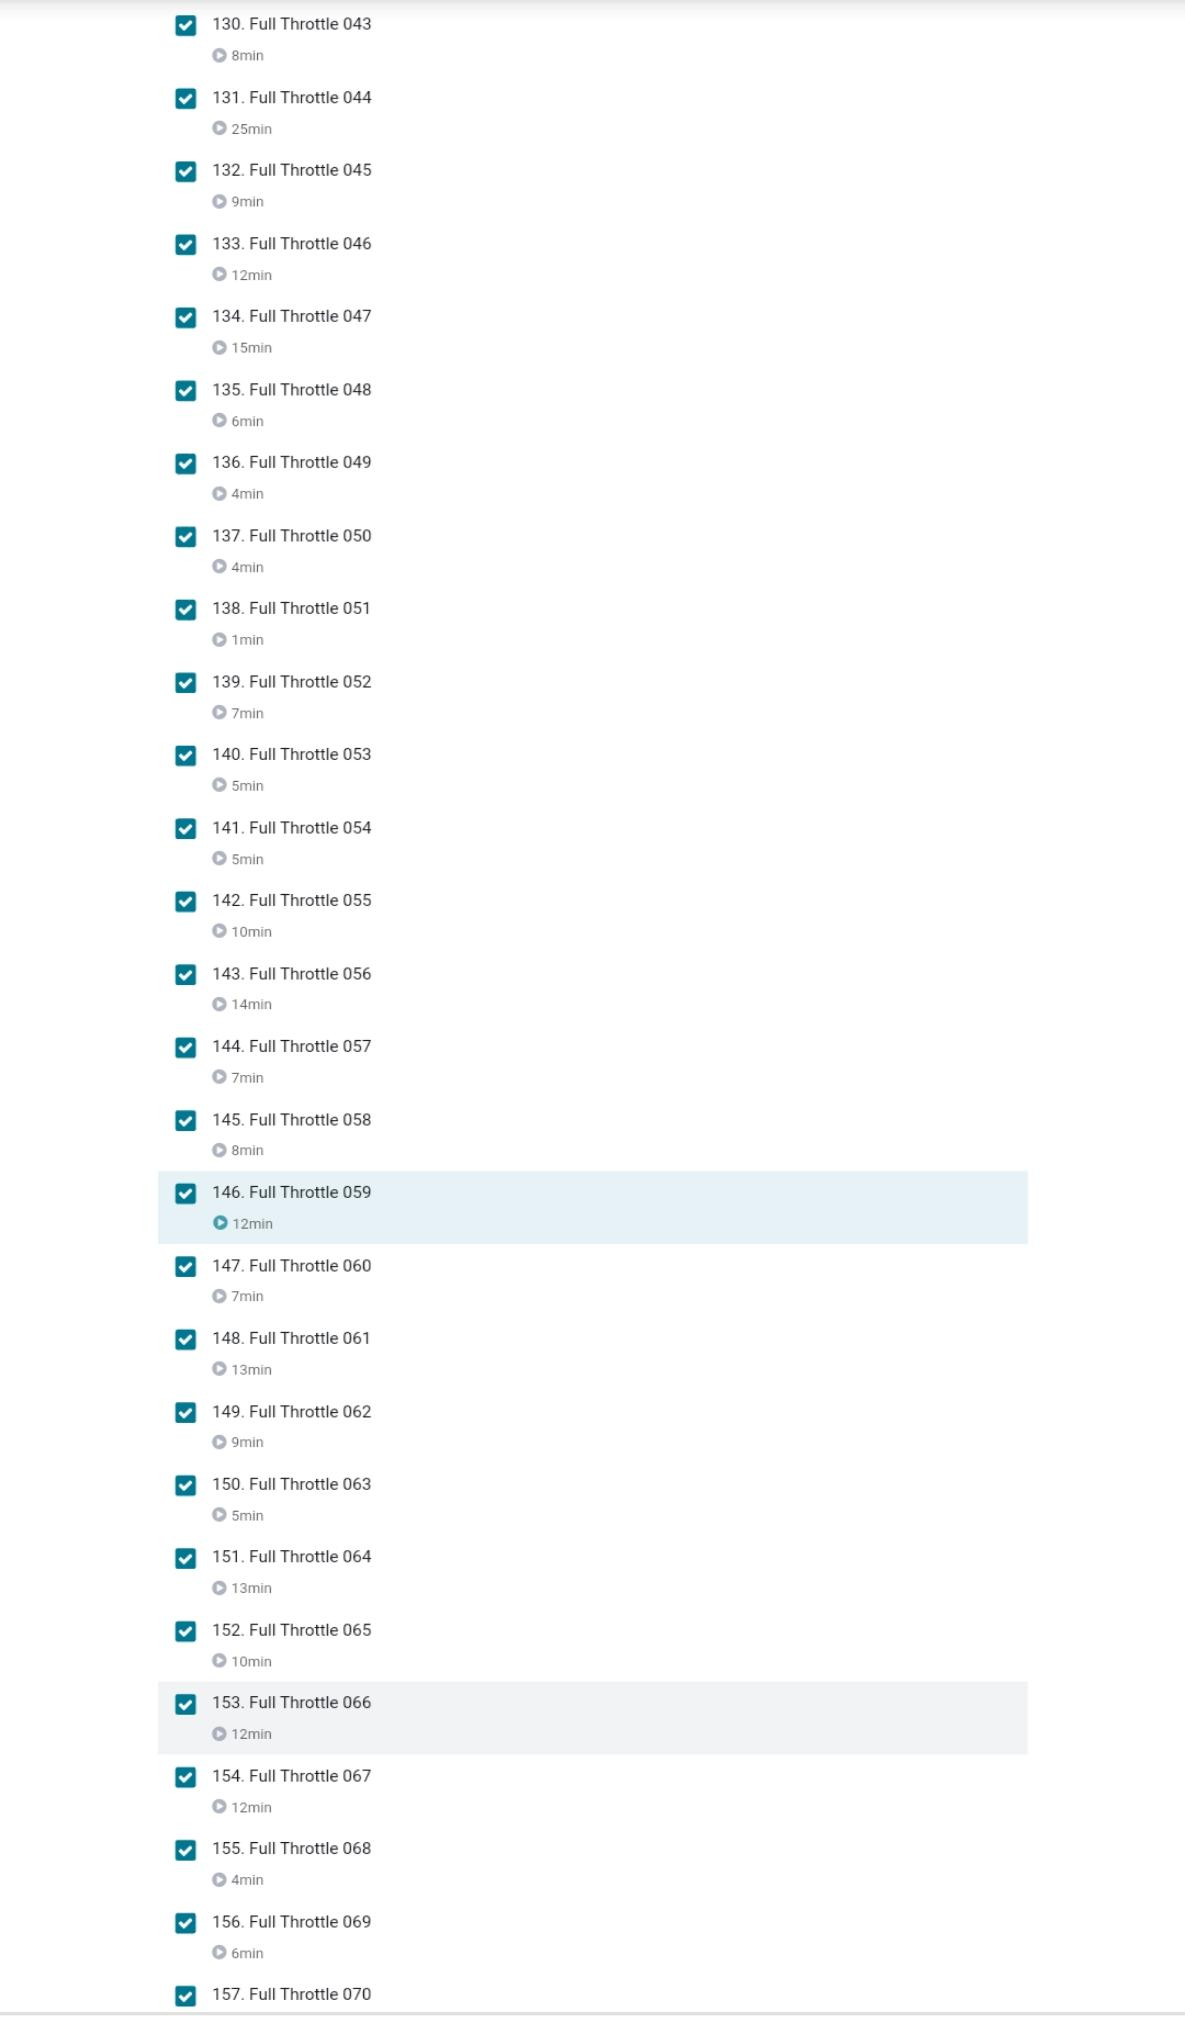 130. Full Throttle 043
8min
131. Full Throttle 044
25min
132. Full Throttle 045
9min
133. Full Throttle 046
12min
134. Full Throttle 047
15min
135. Full Throttle 048
6min
136. Full Throttle 049
4min
137. Full Throttle 050
4min
138. Full Throttle 051
1min
139. Full Throttle 052
7min
140. Full Throttle 053
5min
141. Full Throttle 054
5min
142. Full Throttle 055
10min
143. Full Throttle 056
14min
144. Full Throttle 057
7min
145. Full Throttle 058
8min
146. Full Throttle 059
12min
147. Full Throttle 060
7min
148. Full Throttle 061
13min
149. Full Throttle 062
9min
150. Full Throttle 063
5min
151. Full Throttle 064
13min
152. Full Throttle 065
10min
153. Full Throttle 066
12min
154. Full Throttle 067
12min
155. Full Throttle 068
4min
156. Full Throttle 069
6min
157. Full Throttle 070